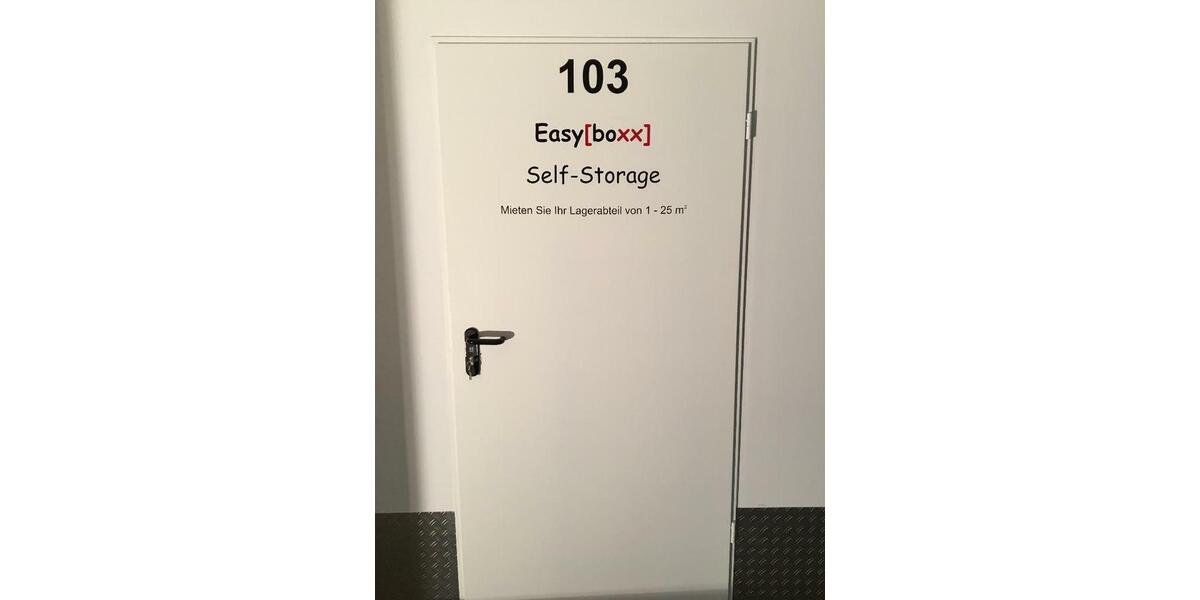 103
Easy[boxx]
Self-Storage
Mieten Sie Ihr Lagerabteil von 1 - 25 m²